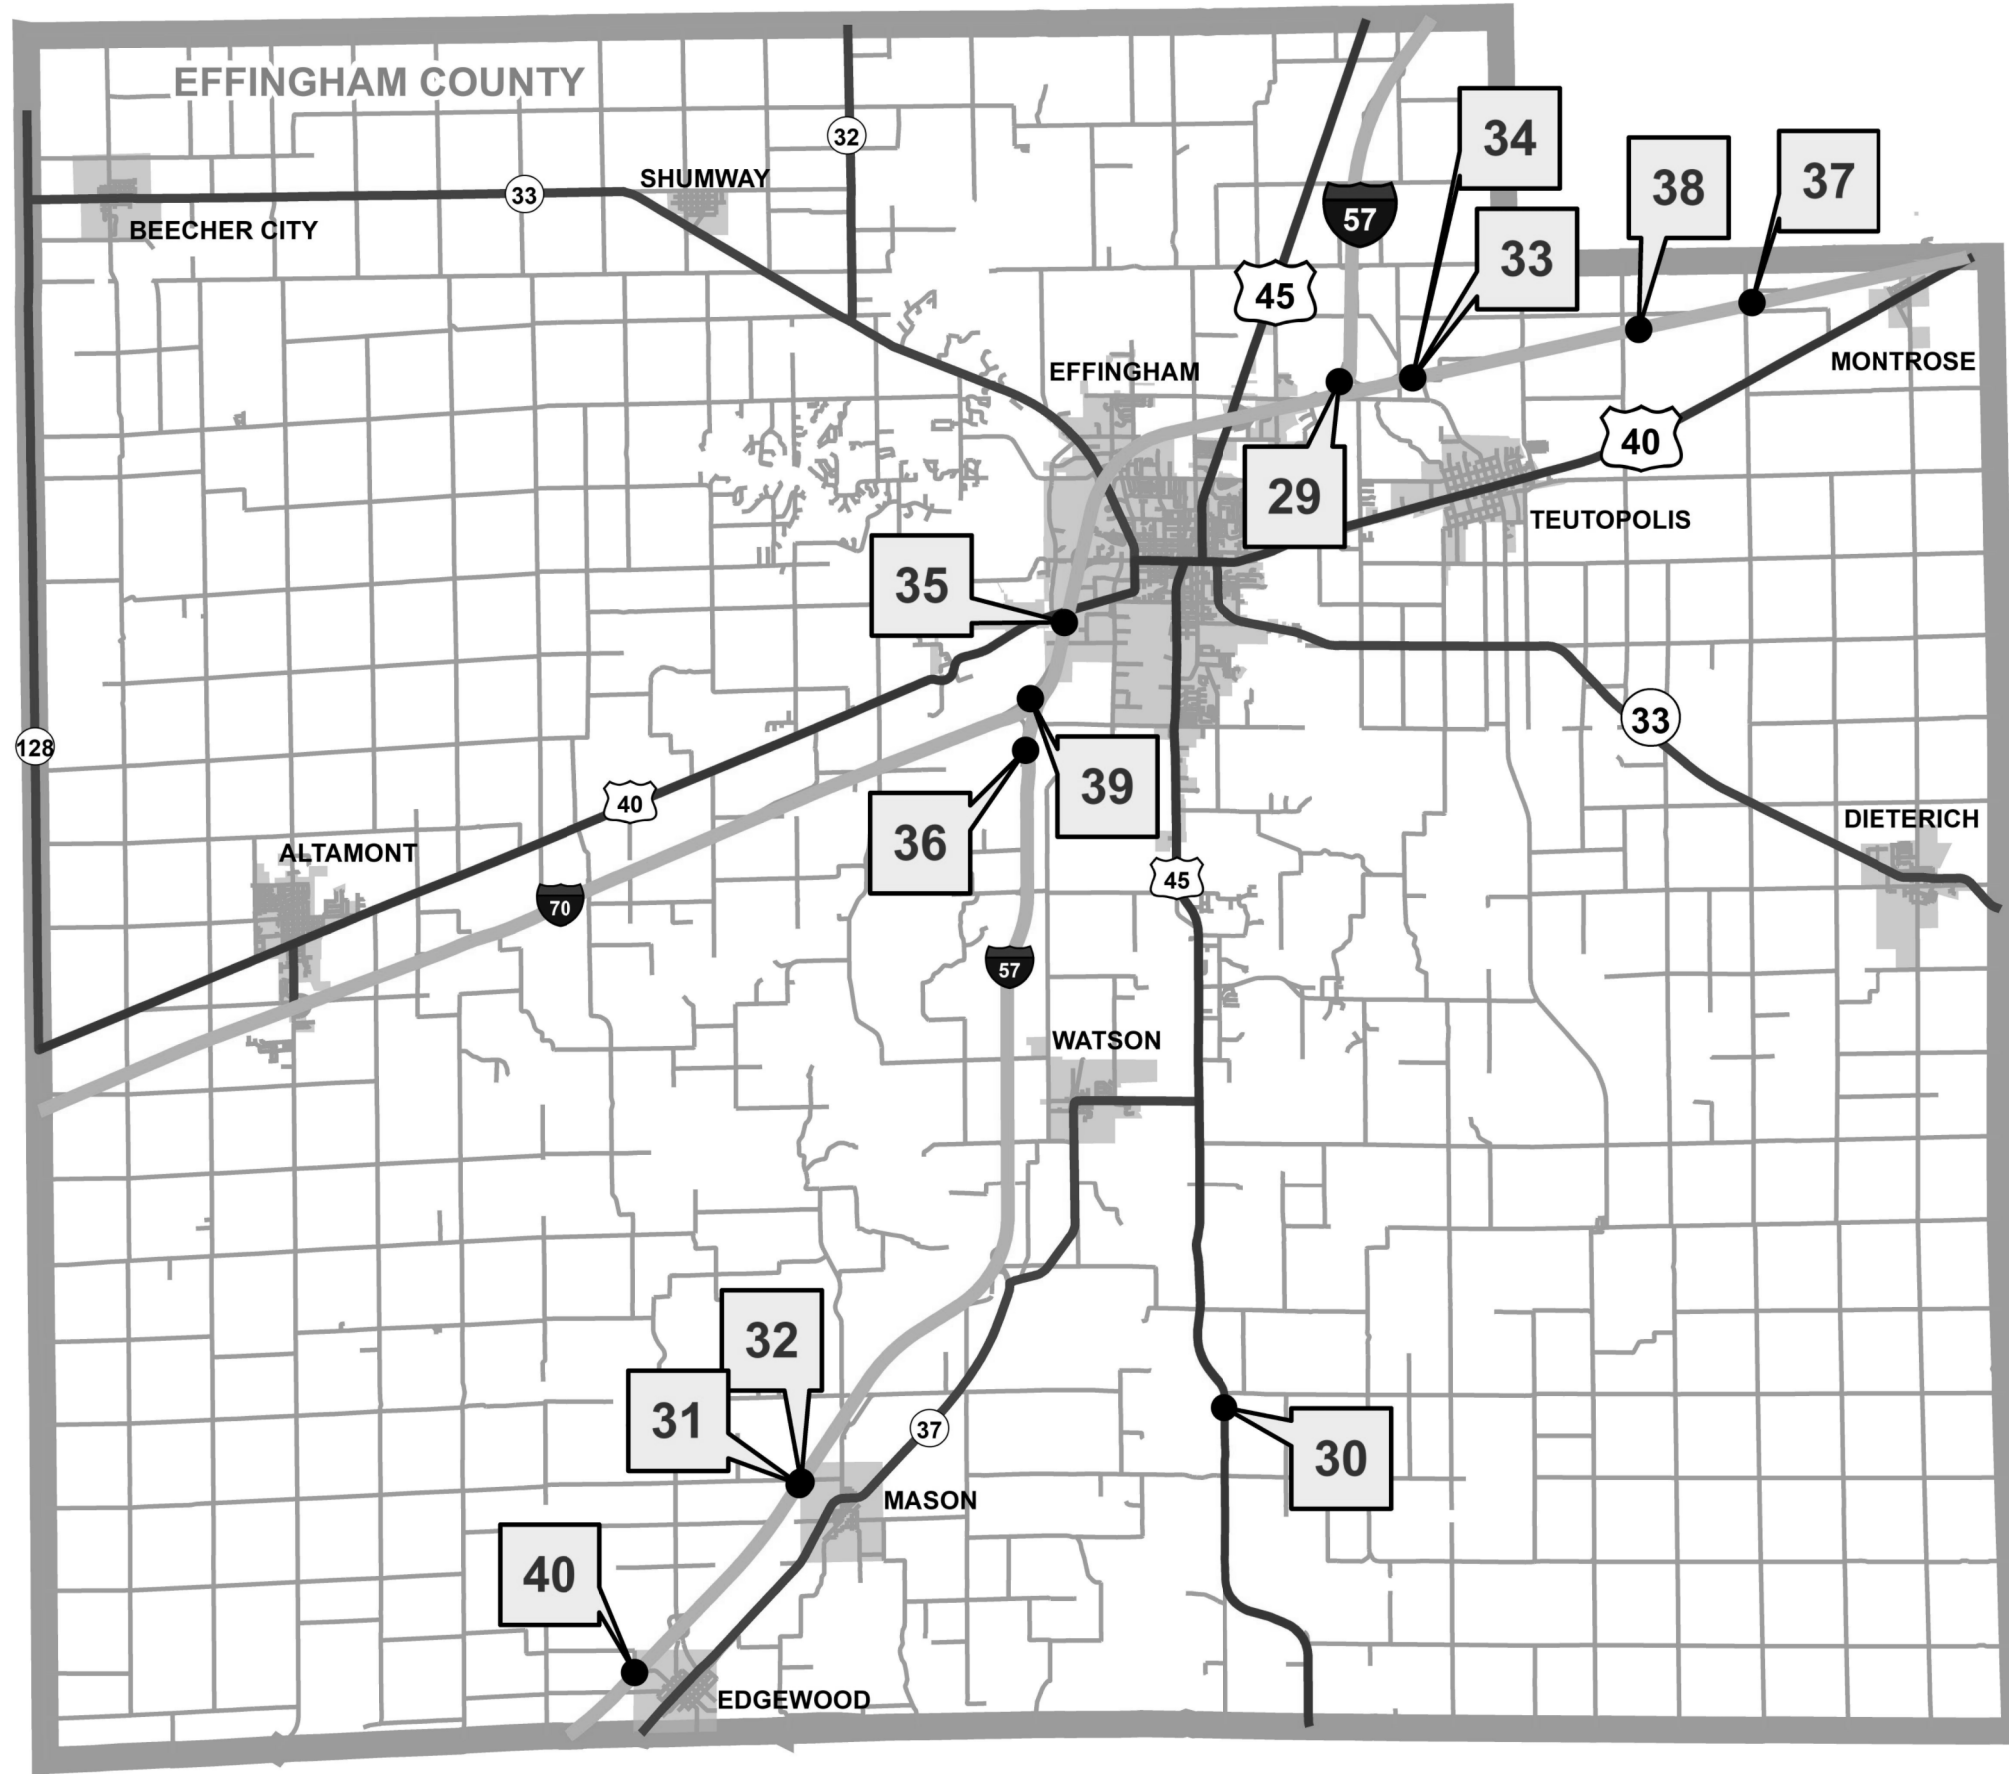 EFFINGHAM COUNTY
32
34
38
37
SHUMWAY
33
57
BEECHER CITY
33
45
EFFINGHAM
MONTROSE
40
29
TEUTOPOLIS
35
33
128
39
40
DIETERICH
36
ALTAMONT
45
70
57
WATSON
32
31
37
30
MASON
40
EDGEWOOD